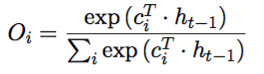 O_i = \frac{\exp(c_i^T \cdot h_{t-1})}{\sum_i \exp(c_i^T \cdot h_{t-1})}